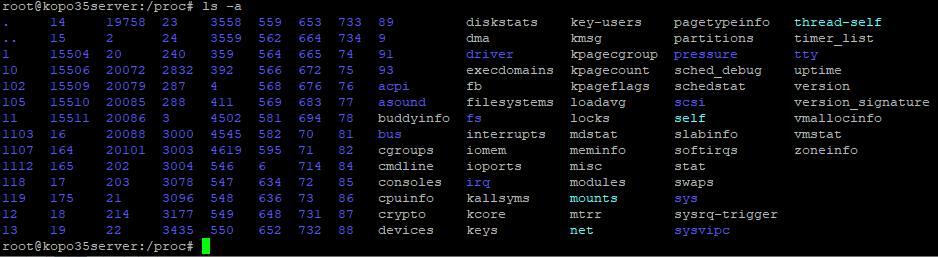 root@kopo35server:/proc# ls -a
. 14 19758 23 3558 559 653 733 89 diskstats key-users pagetypeinfo thread-self
.. 15 2 24 3559 562 664 734 9 dma kmsg partitions timer_list
1 15504 20 240 359 564 665 74 91 driver kpagecgroup pressure tty
10 15506 20072 2832 392 566 672 75 93 execdomains kpagecount sched_debug uptime
102 15509 20079 287 4 568 676 76 acpi fb kpageflags schedstat version
105 15510 20085 288 411 569 683 77 asound filesystems loadavg scsi version_signature
11 15511 20086 3 4502 581 694 78 buddyinfo fs locks self vmallocinfo
1103 16 20088 3000 4545 582 70 81 bus interrupts mdstat slabinfo vmstat
1107 164 20101 3003 4619 595 71 82 cgroups iomem meminfo softirqs zoneinfo
1112 165 202 3004 546 6 714 84 cmdline ioports misc stat
118 17 203 3078 547 634 72 85 consoles irq modules swaps
119 175 21 3096 548 636 73 86 cpuinfo kallsyms mounts sys
12 18 214 3177 549 648 731 87 crypto kcore mtrr sysrq-trigger
13 19 22 3435 550 652 732 88 devices keys net sysvipc
root@kopo35server:/proc#